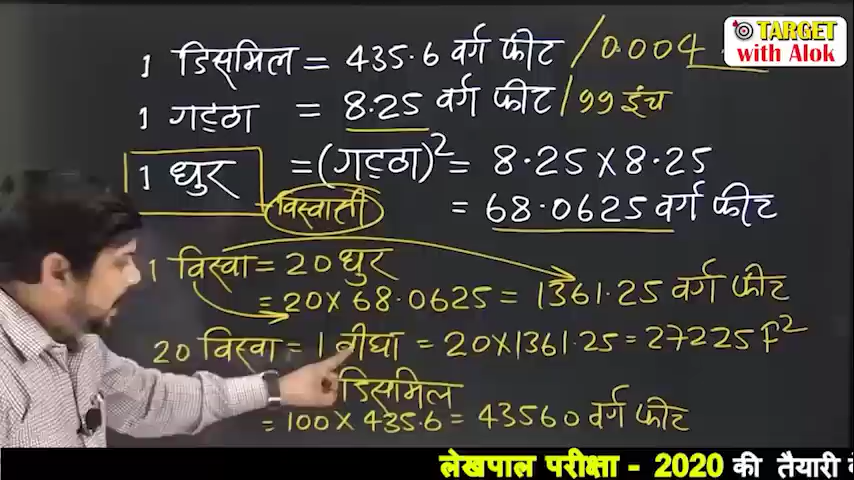 TARGET
with Alok
1 डिसमिल = 435.6 वर्ग फीट / 0.004
1 गट्ठा = 8.25 वर्ग फीट / 99 इंच
1 धुर = (गट्ठा)² = 8.25 X 8.25
= 68.0625 वर्ग फीट
विस्वासी
1 विस्वा = 20 धुर
= 20 X 68.0625 = 1361.25 वर्ग फीट
20 विस्वा = 1 बीघा = 20 X 1361.25 = 27225 F²
डिसमिल
= 100 X 435.6 = 43560 वर्ग फीट
लेखपाल परीक्षा - 2020 की तैयारी